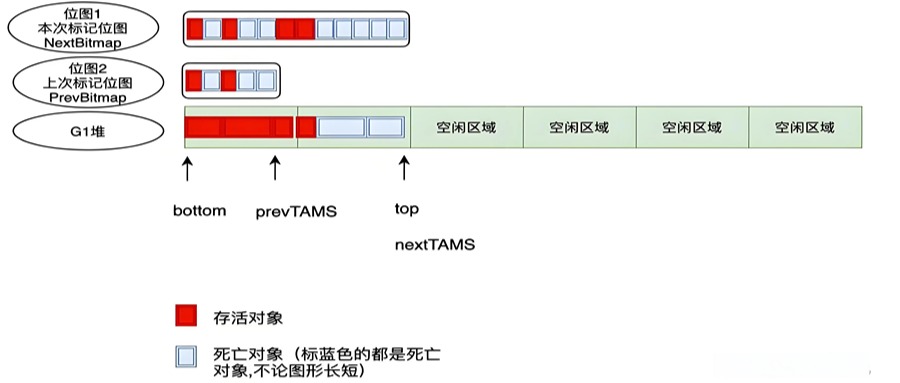 位图1
本次标记位图
NextBitmap
位图2
上次标记位图
PrevBitmap
G1堆
空闲区域
空闲区域
空闲区域
空闲区域
bottom
prevTAMS
top
nextTAMS
存活对象
死亡对象（标蓝色的都是死亡
对象,不论图形长短）